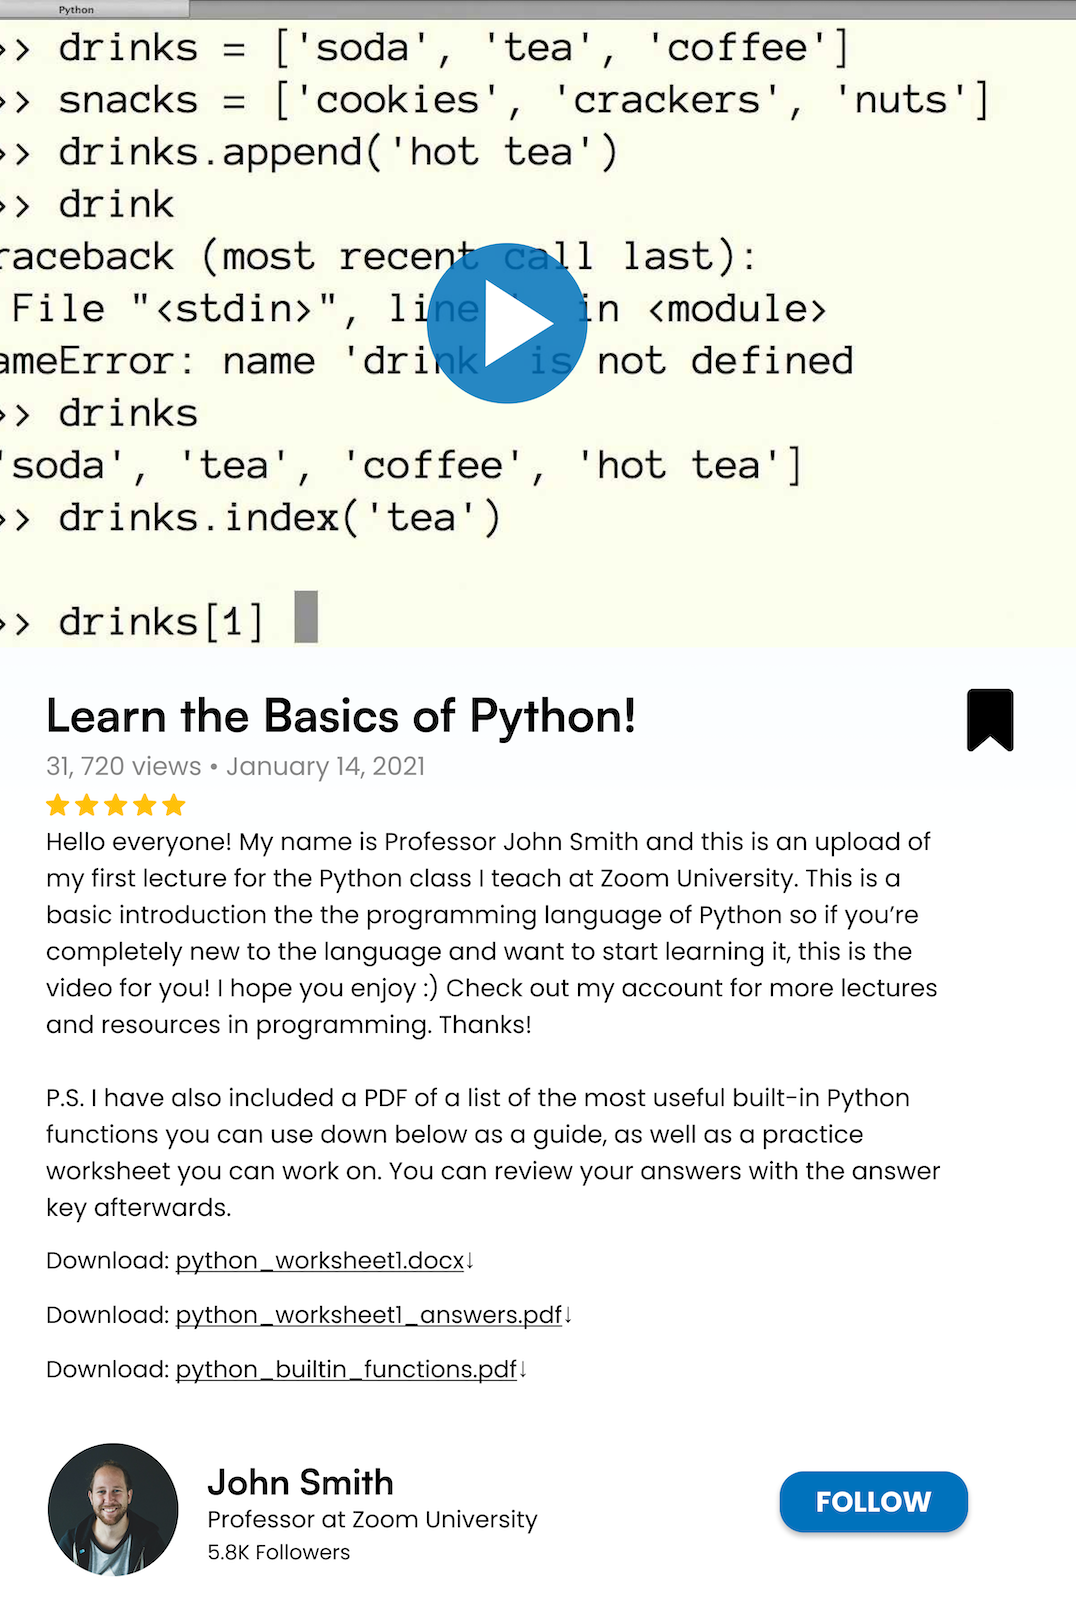 Python
>> drinks = ['soda', 'tea', 'coffee']
>> snacks = ['cookies', 'crackers', 'nuts']
>> drinks.append('hot tea')
>> drink
raceback (most recent call last):
File "<stdin>", line in <module>
ameError: name 'drink' is not defined
>> drinks
'soda', 'tea', 'coffee', 'hot tea']
>> drinks.index('tea')
>> drinks[1]
Learn the Basics of Python!
31, 720 views • January 14, 2021
Hello everyone! My name is Professor John Smith and this is an upload of
my first lecture for the Python class I teach at Zoom University. This is a
basic introduction the the programming language of Python so if you're
completely new to the language and want to start learning it, this is the
video for you! I hope you enjoy :) Check out my account for more lectures
and resources in programming. Thanks!
P.S. I have also included a PDF of a list of the most useful built-in Python
functions you can use down below as a guide, as well as a practice
worksheet you can work on. You can review your answers with the answer
key afterwards.
Download: python_worksheet1.docx↓
Download: python_worksheet1_answers.pdf↓
Download: python_builtin_functions.pdf↓
John Smith
Professor at Zoom University
5.8K Followers
FOLLOW